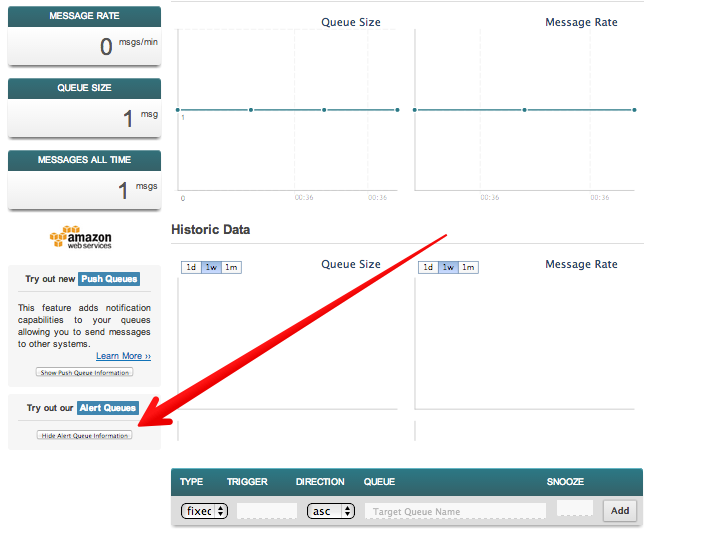 MESSAGE RATE
0 msgs/min
QUEUE SIZE
1 msg
MESSAGES ALL TIME
1 msgs
amazon
web services
Try out new Push Queues
This feature adds notification
capabilities to your queues
allowing you to send messages
to other systems.
Learn More ››
Show Push Queue Information
Try out our Alert Queues
Hide Alert Queue Information
Queue Size
1
0
00:36
00:36
Message Rate
00:36
00:36
Historic Data
1d 1w 1m
Queue Size
1d 1w 1m
Message Rate
TYPE TRIGGER DIRECTION QUEUE SNOOZE
fixec asc Target Queue Name Add